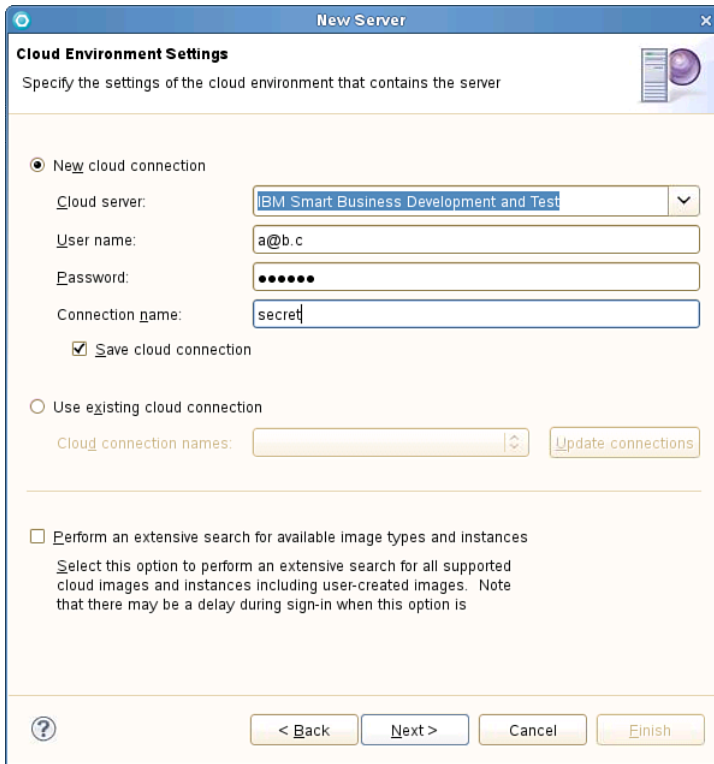 New Server
Cloud Environment Settings
Specify the settings of the cloud environment that contains the server
New cloud connection
Cloud server: IBM Smart Business Development and Test
User name: a@b.c
Password: ●●●●●●
Connection name: secret
Save cloud connection
Use existing cloud connection
Cloud connection names: Update connections
Perform an extensive search for available image types and instances
Select this option to perform an extensive search for all supported
cloud images and instances including user-created images. Note
that there may be a delay during sign-in when this option is
? < Back Next > Cancel Finish